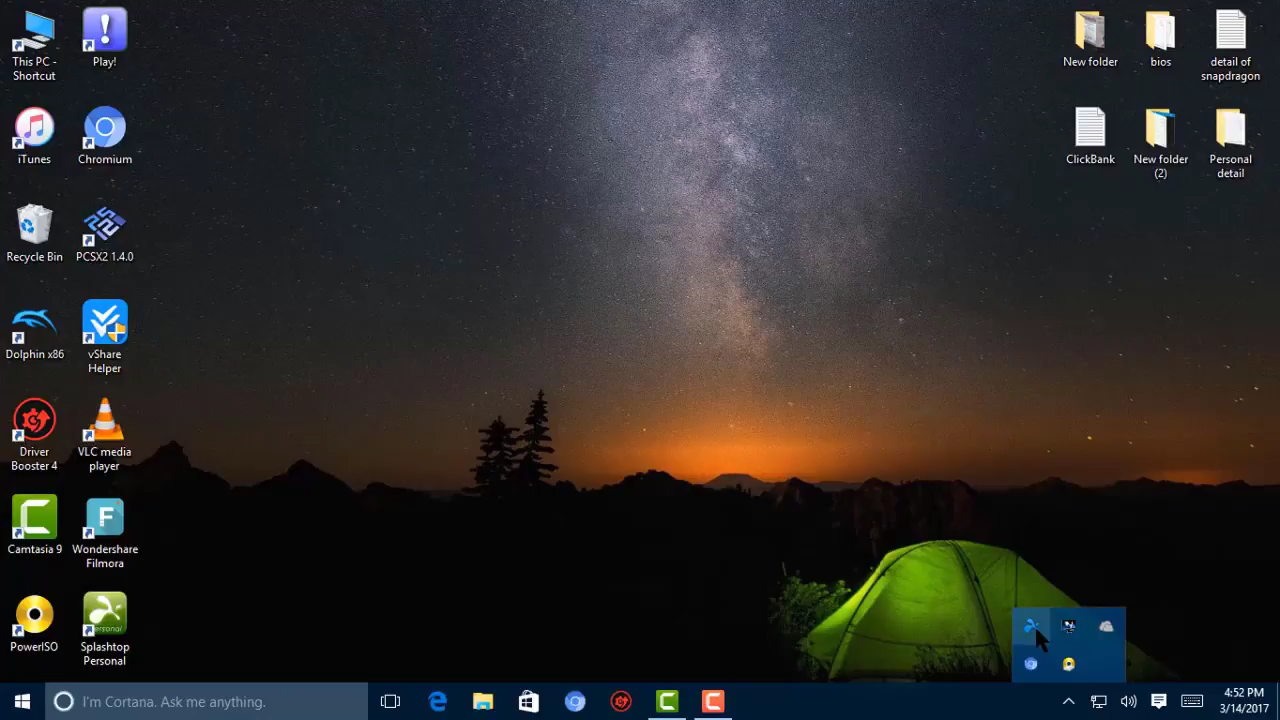 This PC -
Shortcut
Play!
New folder
bios
detail of
snapdragon
iTunes
Chromium
ClickBank
New folder
(2)
Personal
detail
Recycle Bin
PCSX2 1.4.0
Dolphin x86
vShare
Helper
Driver
Booster 4
VLC media
player
Camtasia 9
Wondershare
Filmora
PowerISO
Splashtop
Personal
I'm Cortana. Ask me anything.
4:52 PM
3/14/2017